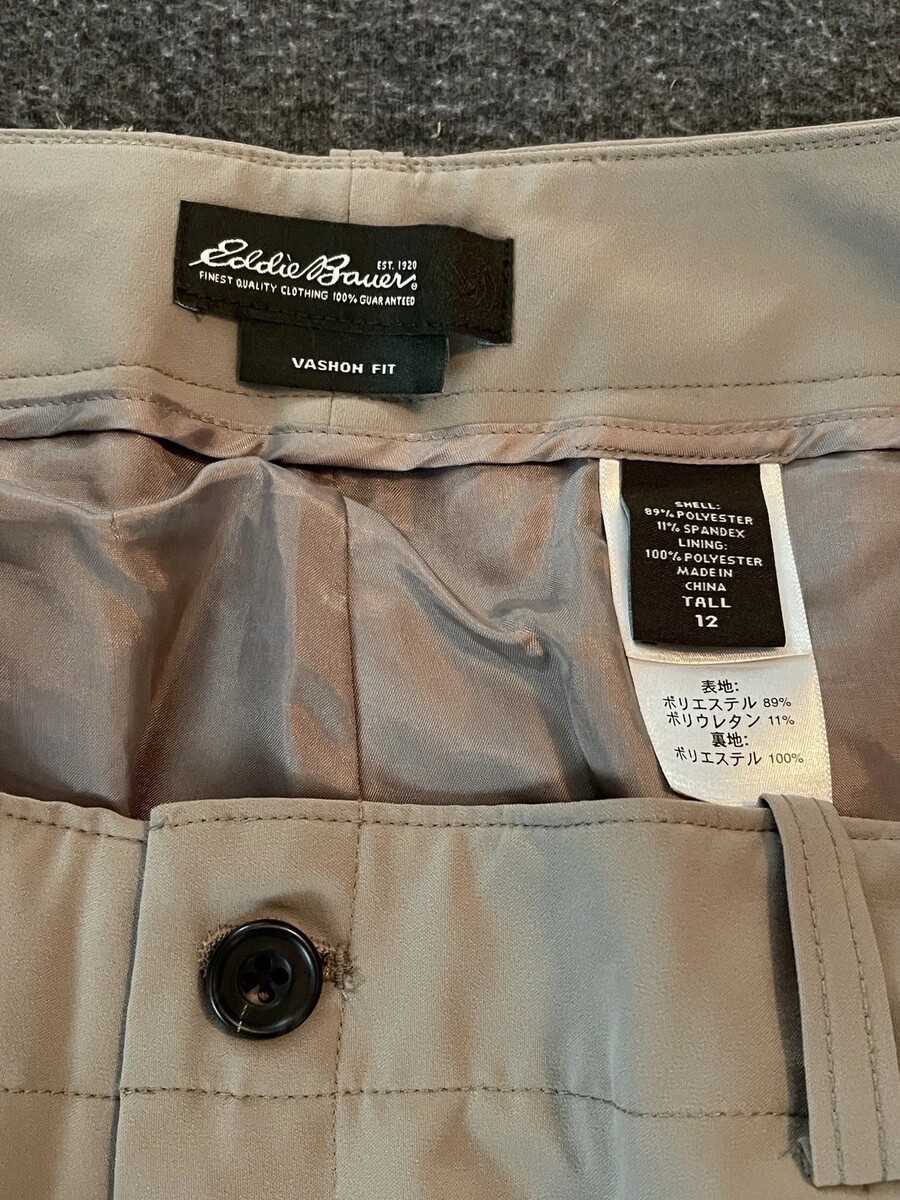 Eddie Bauer®
EST. 1920
FINEST QUALITY CLOTHING 100% GUARANTEED
VASHON FIT
SHELL:
89% POLYESTER
11% SPANDEX
LINING:
100% POLYESTER
MADE IN
CHINA
TALL
12
表地:
ポリエステル 89%
ポリウレタン 11%
裏地:
ポリエステル 100%